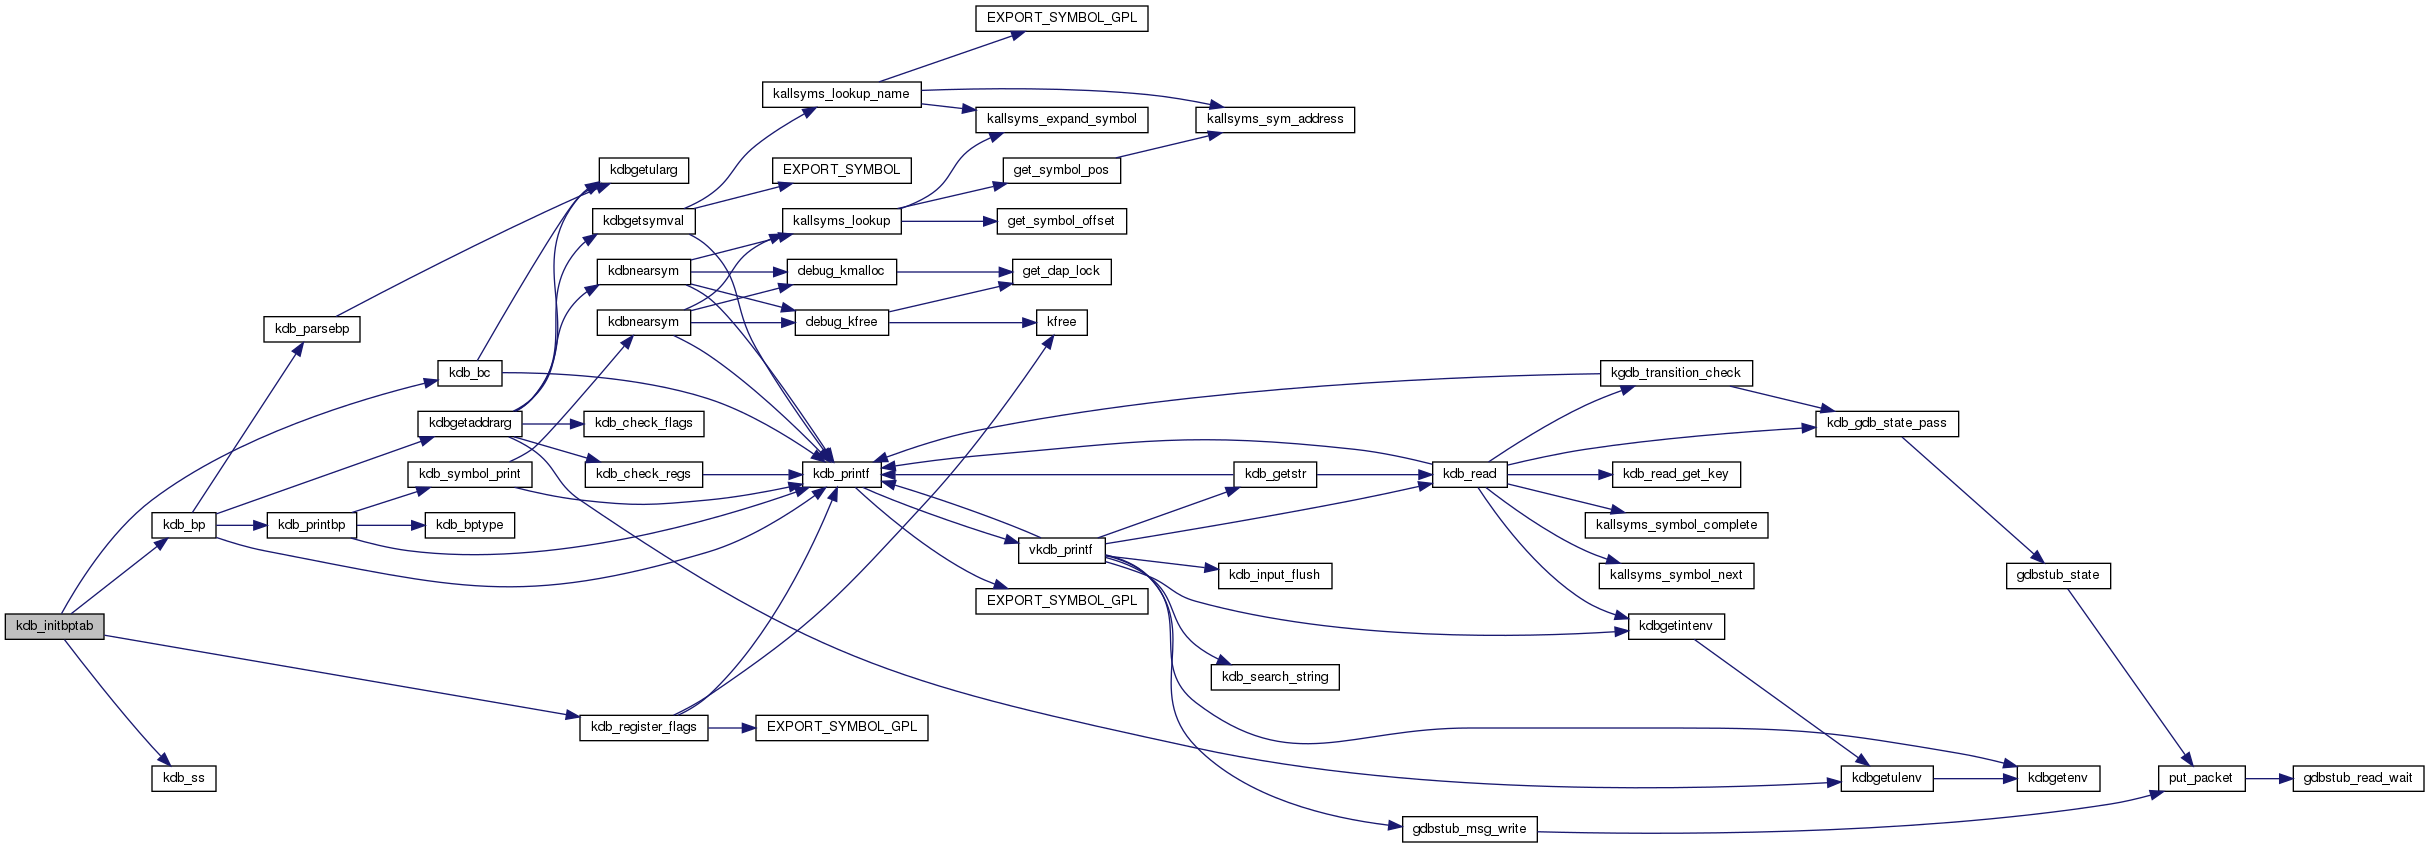 EXPORT_SYMBOL_GPL
kallsyms_lookup_name
kallsyms_expand_symbol
kallsyms_sym_address
kdbgetularg
EXPORT_SYMBOL
get_symbol_pos
kdbgetsymval
kallsyms_lookup
get_symbol_offset
kdbnearsym
debug_kmalloc
get_dap_lock
kdb_parsebp
kdbnearsym
debug_kfree
kfree
kdb_bc
kgdb_transition_check
kdbgetaddrarg
kdb_check_flags
kdb_gdb_state_pass
kdb_symbol_print
kdb_check_regs
kdb_printf
kdb_getstr
kdb_read
kdb_read_get_key
kdb_bp
kdb_printbp
kdb_bptype
kallsyms_symbol_complete
vkdb_printf
kdb_input_flush
kallsyms_symbol_next
gdbstub_state
EXPORT_SYMBOL_GPL
kdb_initbptab
kdbgetintenv
kdb_search_string
kdb_register_flags
EXPORT_SYMBOL_GPL
kdb_ss
kdbgetulenv
kdbgetenv
put_packet
gdbstub_read_wait
gdbstub_msg_write